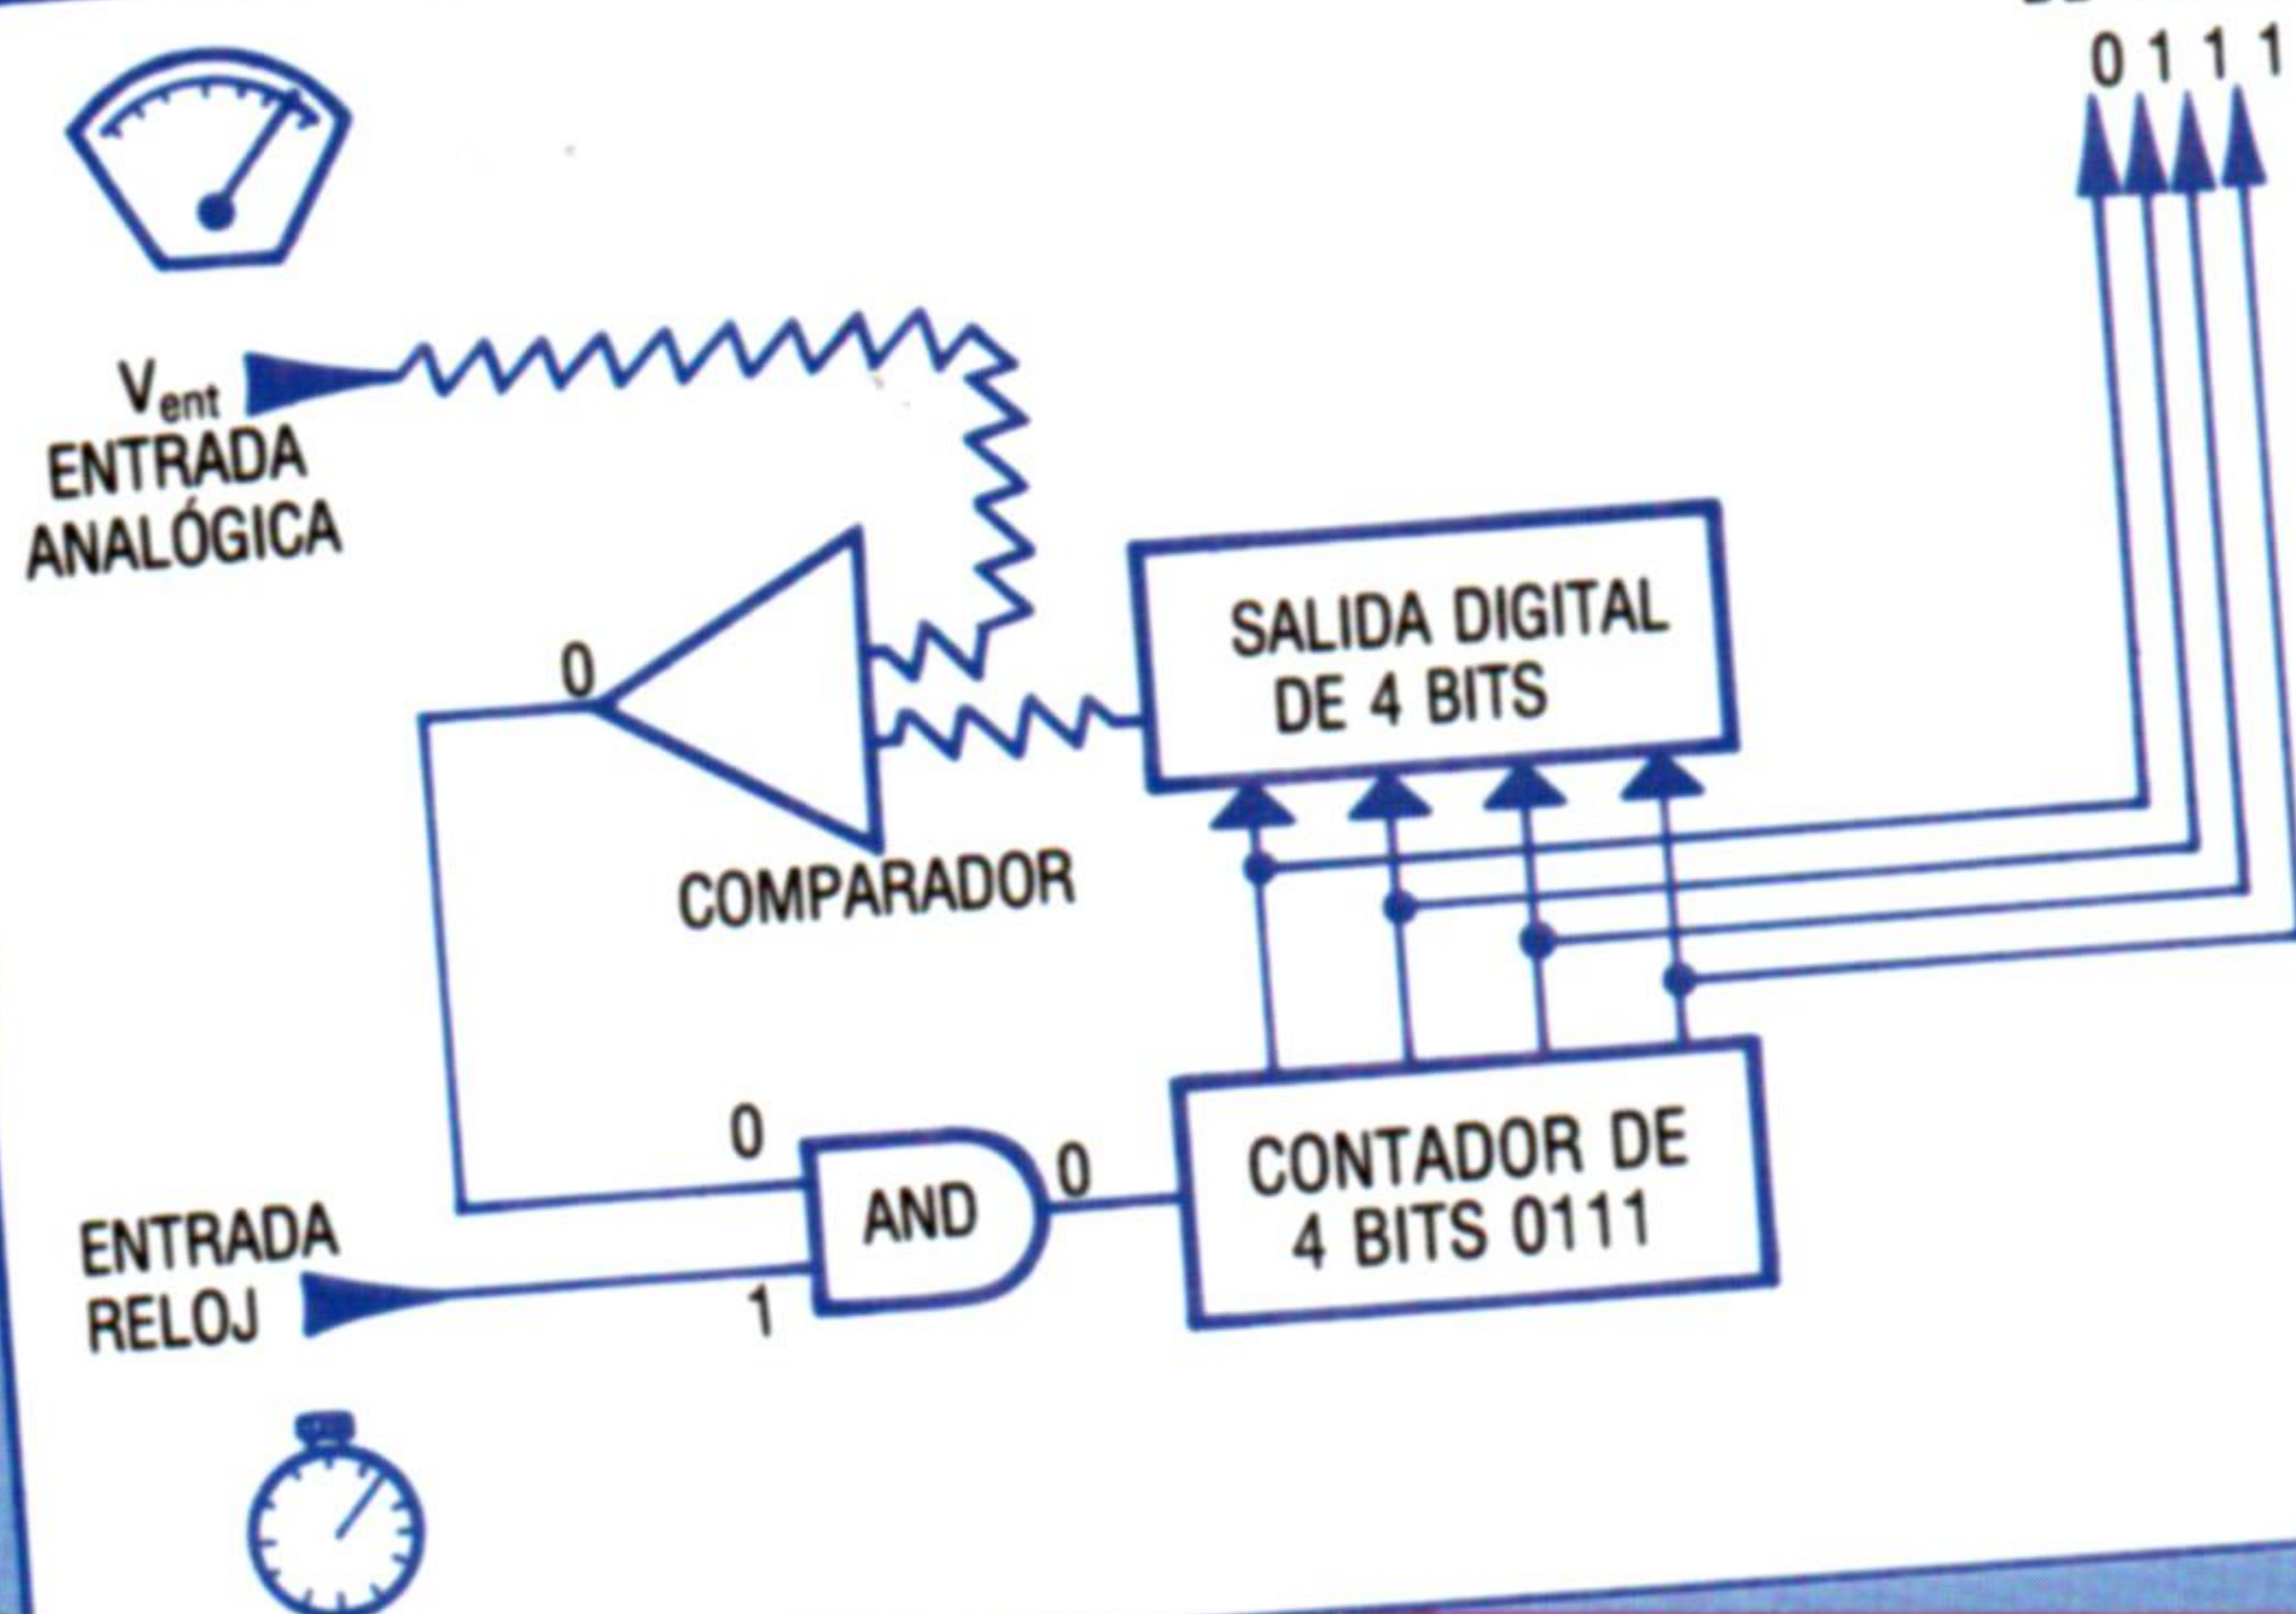 0 1 1 1
V ent
ENTRADA
ANALÓGICA
SALIDA DIGITAL
DE 4 BITS
0
COMPARADOR
0
AND
0
1
CONTADOR DE
4 BITS 0111
ENTRADA
RELOJ